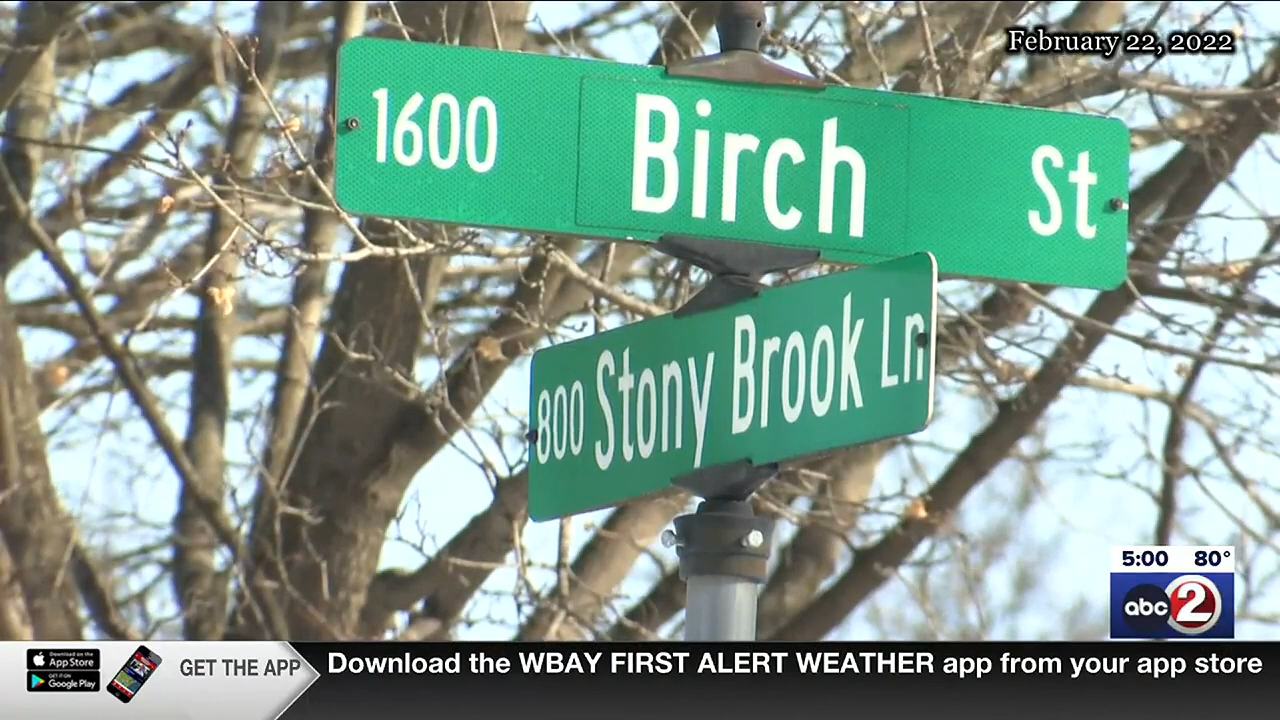 February 22, 2022
1600 Birch St
800 Stony Brook Ln
5:00 80°
abc 2
Download on the
App Store
GET IT ON
Google Play
GET THE APP
Download the WBAY FIRST ALERT WEATHER app from your app store